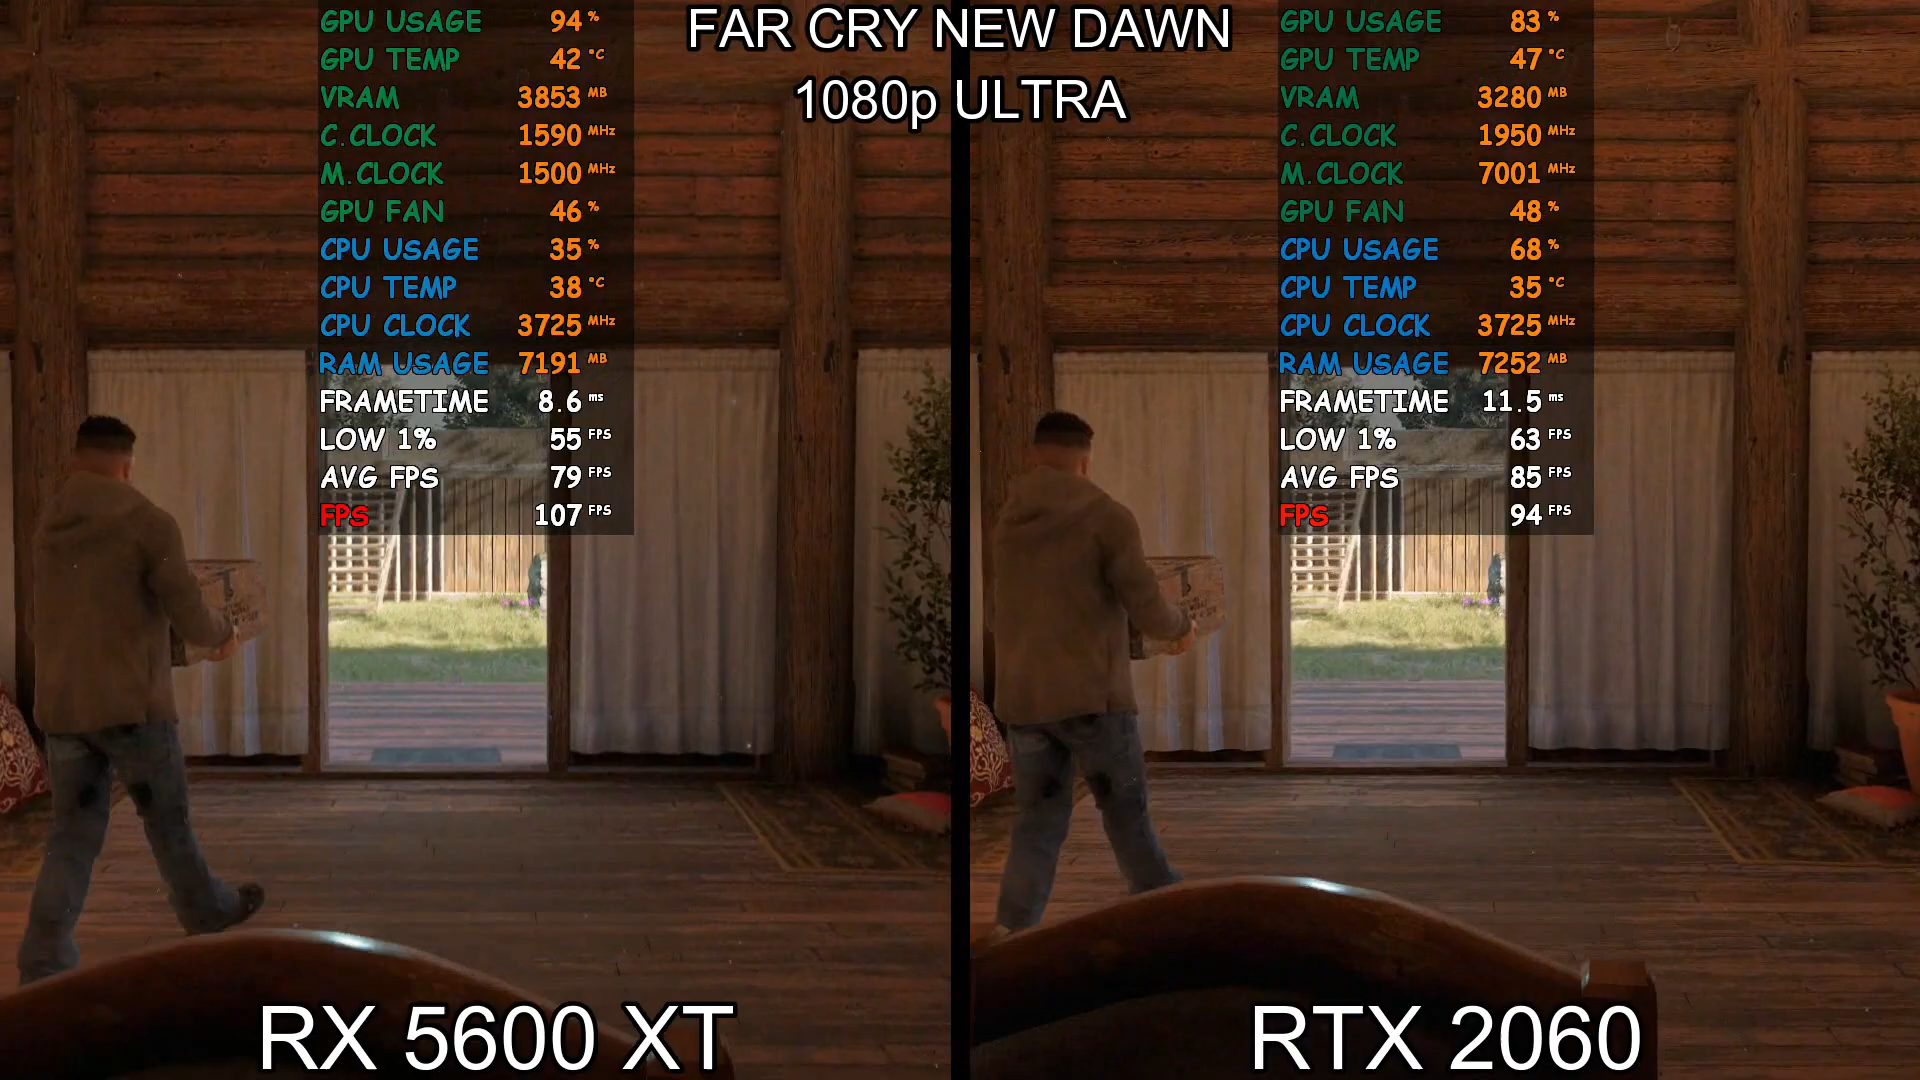 FAR CRY NEW DAWN
1080p ULTRA
GPU USAGE 94 %
GPU TEMP 42 °C
VRAM 3853 MB
C.CLOCK 1590 MHz
M.CLOCK 1500 MHz
GPU FAN 46 %
CPU USAGE 35 %
CPU TEMP 38 °C
CPU CLOCK 3725 MHz
RAM USAGE 7191 MB
FRAMETIME 8.6 ms
LOW 1% 55 FPS
AVG FPS 79 FPS
FPS 107 FPS
GPU USAGE 83 %
GPU TEMP 47 °C
VRAM 3280 MB
C.CLOCK 1950 MHz
M.CLOCK 7001 MHz
GPU FAN 48 %
CPU USAGE 68 %
CPU TEMP 35 °C
CPU CLOCK 3725 MHz
RAM USAGE 7252 MB
FRAMETIME 11.5 ms
LOW 1% 63 FPS
AVG FPS 85 FPS
FPS 94 FPS
RX 5600 XT
RTX 2060